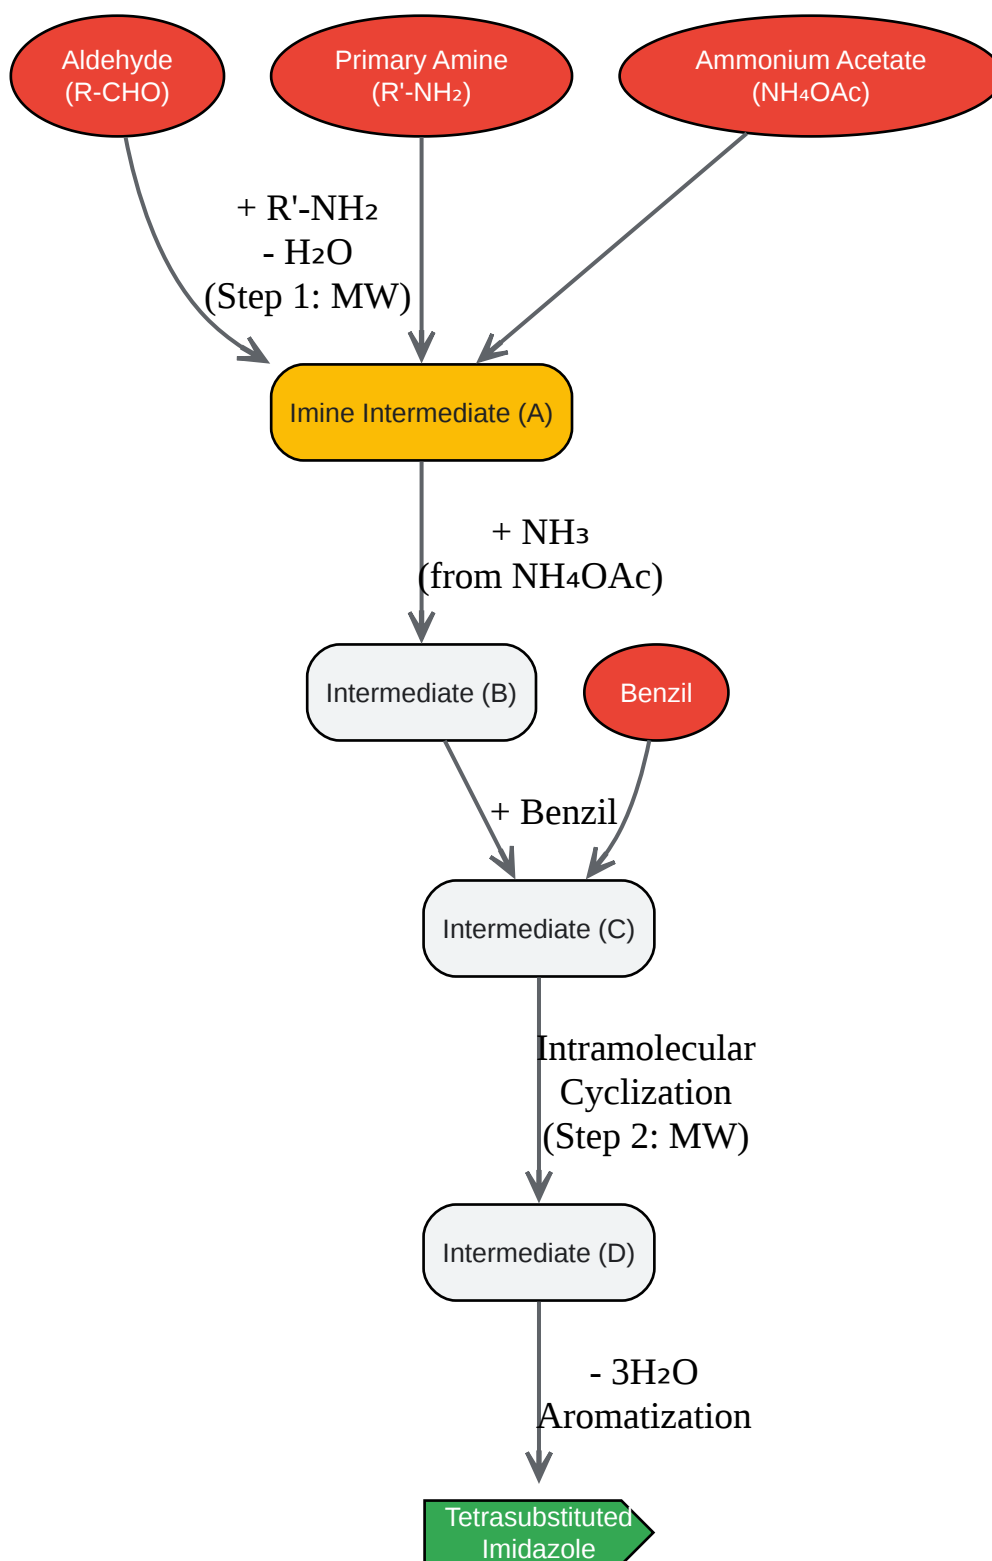 Aldehyde
(R-CHO)
Primary Amine
(R'-NH₂)
Ammonium Acetate
(NH₄OAc)
+ R'-NH₂
- H₂O
(Step 1: MW)
Imine Intermediate (A)
+ NH₃
(from NH₄OAc)
Intermediate (B)
Benzil
+ Benzil
Intermediate (C)
Intramolecular
Cyclization
(Step 2: MW)
Intermediate (D)
- 3H₂O
Aromatization
Tetrasubstituted
Imidazole